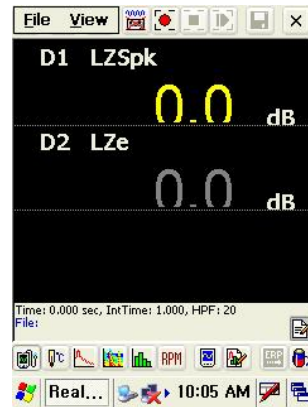 File View
D1 LZSpk
0.0 dB
D2 LZe
0.0 dB
Time: 0.000 sec, IntTime: 1.000, HPF: 20
File:
°C RPM ERP
Real... 10:05 AM